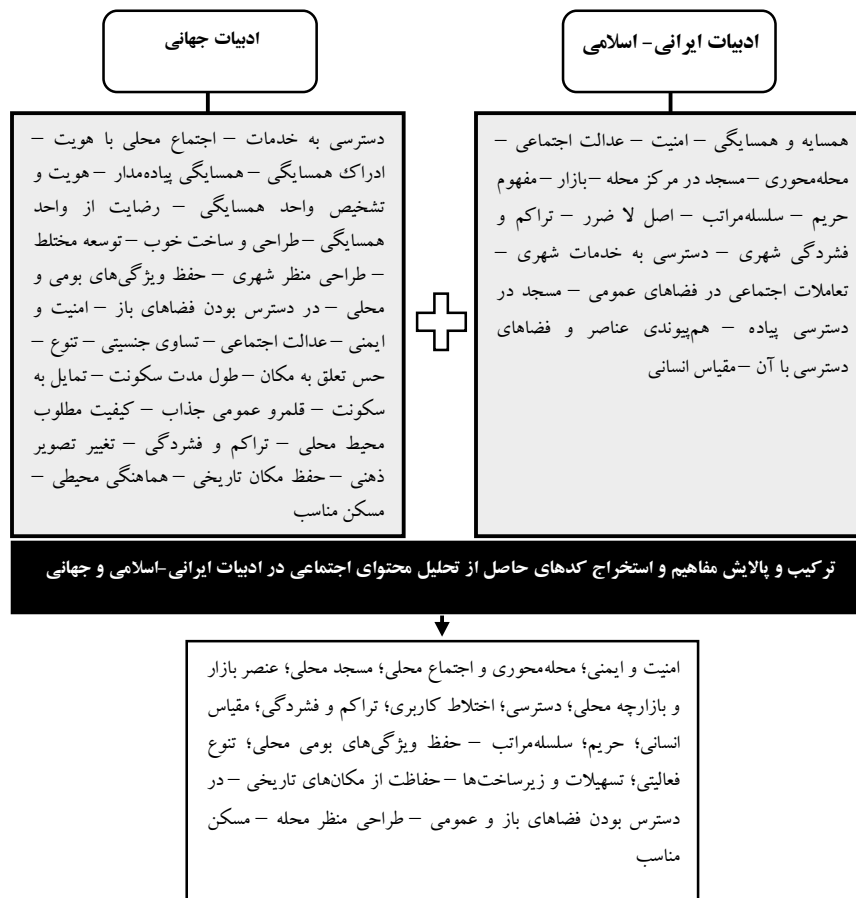 ادبیات ایرانی- اسلامی
همسایه و همسایگی – امنیت – عدالت اجتماعی –
محله‌محوری – مسجد در مرکز محله – بازار – مفهوم
حریم – سلسله‌مراتب – اصل لا ضرر – تراکم و
فشردگی شهری – دسترسی به خدمات شهری –
تعاملات اجتماعی در فضاهای عمومی – مسجد در
دسترسی پیاده – هم‌پیوندی عناصر و فضاهای
دسترسی با آن – مقیاس انسانی
ادبیات جهانی
دسترسی به خدمات – اجتماع محلی با هویت –
ادراک همسایگی – همسایگی پیاده‌مدار – هویت و
تشخیص واحد همسایگی – رضایت از واحد
همسایگی – طراحی و ساخت خوب – توسعه مختلط
– طراحی منظر شهری – حفظ ویژگی‌های بومی و
محلی – در دسترس بودن فضاهای باز – امنیت و
ایمنی – عدالت اجتماعی – تساوی جنسیتی – تنوع –
حس تعلق به مکان – طول مدت سکونت – تمایل به
سکونت – قلمرو عمومی جذاب – کیفیت مطلوب
محیط محلی – تراکم و فشردگی – تغییر تصویر
ذهنی – حفظ مکان تاریخی – هماهنگی محیطی –
مسکن مناسب
ترکیب و پالایش مفاهیم و استخراج کدهای حاصل از تحلیل محتوای اجتماعی در ادبیات ایرانی-اسلامی و جهانی
امنیت و ایمنی؛ محله‌محوری و اجتماع محلی؛ مسجد محلی؛ عنصر بازار
و بازارچه محلی؛ دسترسی؛ اختلاط کاربری؛ تراکم و فشردگی؛ مقیاس
انسانی؛ حریم؛ سلسله‌مراتب – حفظ ویژگی‌های بومی محلی؛ تنوع
فعالیتی؛ تسهیلات و زیرساخت‌ها – حفاظت از مکان‌های تاریخی – در
دسترس بودن فضاهای باز و عمومی – طراحی منظر محله – مسکن
مناسب